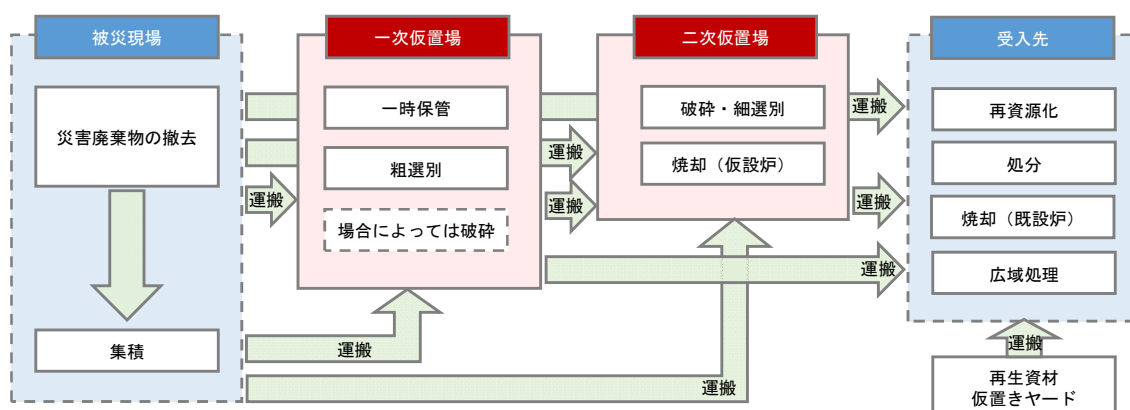 被災現場
一次仮置場
二次仮置場
受入先
災害廃棄物の撤去
集積
一時保管
粗選別
場合によっては破砕
破砕・細選別
焼却（仮設炉）
再資源化
処分
焼却（既設炉）
広域処理
運搬
運搬
運搬
運搬
運搬
運搬
運搬
運搬
運搬
再生資材
仮置きヤード